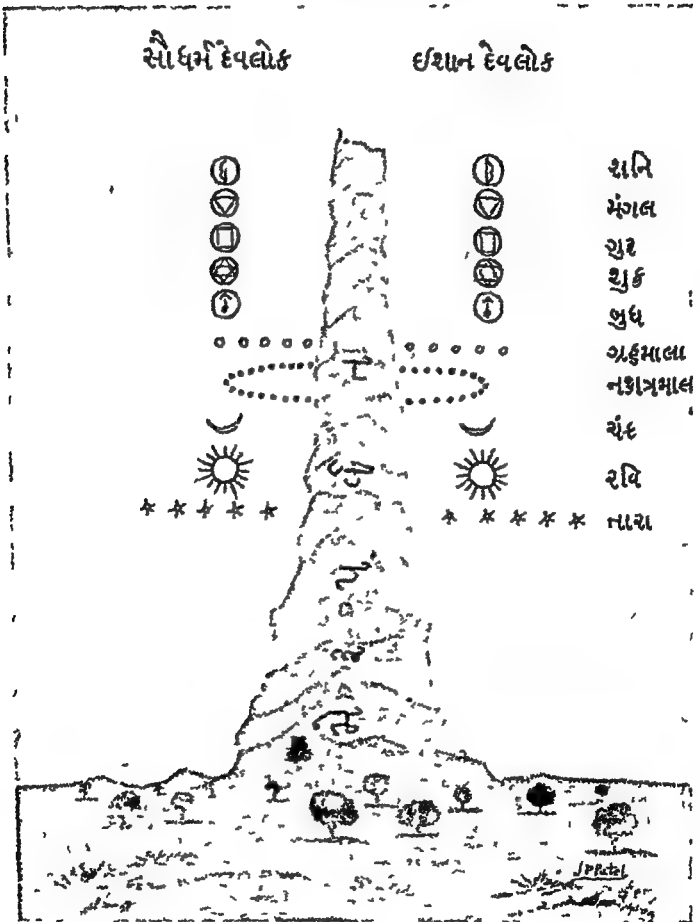 સૌધર્મ દેવલોક ઈશાન દેવલોક
શનિ
મંગલ
ગુરુ
શુક્ર
બુધ
ગ્રહમાલા
નક્ષત્રમાલ
ચંદ્ર
રવિ
તારા